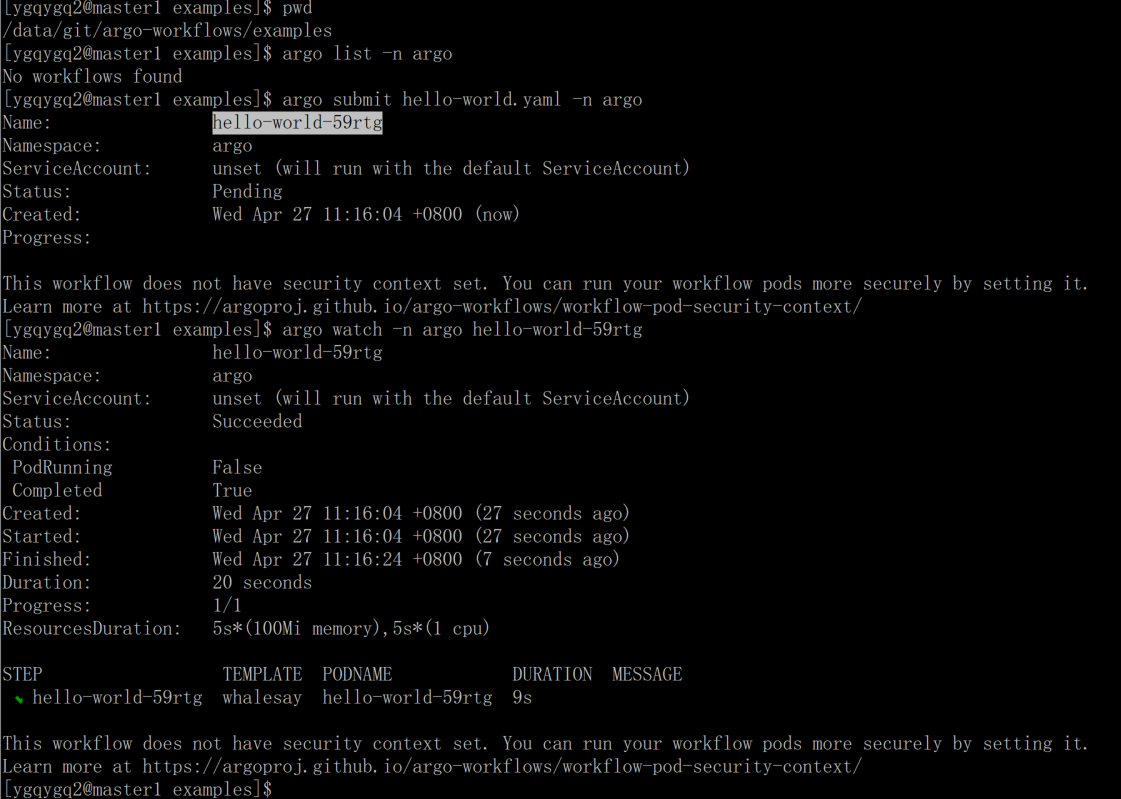 [ygqygq2@master1 examples]$ pwd
/data/git/argo-workflows/examples
[ygqygq2@master1 examples]$ argo list -n argo
No workflows found
[ygqygq2@master1 examples]$ argo submit hello-world.yaml -n argo
Name: hello-world-59rtg
Namespace: argo
ServiceAccount: unset (will run with the default ServiceAccount)
Status: Pending
Created: Wed Apr 27 11:16:04 +0800 (now)
Progress:
This workflow does not have security context set. You can run your workflow pods more securely by setting it.
Learn more at https://argoproj.github.io/argo-workflows/workflow-pod-security-context/
[ygqygq2@master1 examples]$ argo watch -n argo hello-world-59rtg
Name: hello-world-59rtg
Namespace: argo
ServiceAccount: unset (will run with the default ServiceAccount)
Status: Succeeded
Conditions:
PodRunning False
Completed True
Created: Wed Apr 27 11:16:04 +0800 (27 seconds ago)
Started: Wed Apr 27 11:16:04 +0800 (27 seconds ago)
Finished: Wed Apr 27 11:16:24 +0800 (7 seconds ago)
Duration: 20 seconds
Progress: 1/1
ResourcesDuration: 5s*(100Mi memory),5s*(1 cpu)
STEP TEMPLATE PODNAME DURATION MESSAGE
hello-world-59rtg whalesay hello-world-59rtg 9s
This workflow does not have security context set. You can run your workflow pods more securely by setting it.
Learn more at https://argoproj.github.io/argo-workflows/workflow-pod-security-context/
[ygqygq2@master1 examples]$